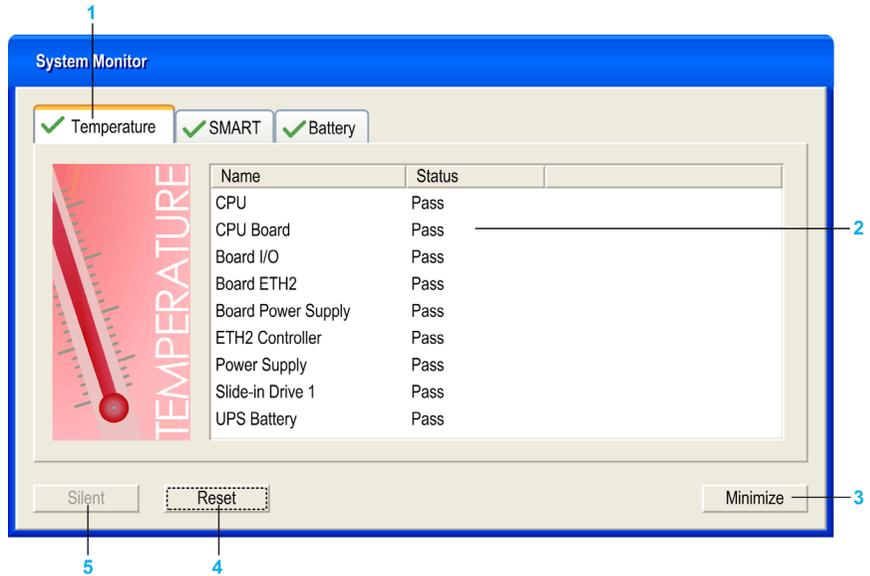 1
System Monitor
Temperature
SMART
Battery
TEMPERATURE
Name Status
CPU Pass
CPU Board Pass
2
Board I/O Pass
Board ETH2 Pass
Board Power Supply Pass
ETH2 Controller Pass
Power Supply Pass
Slide-in Drive 1 Pass
UPS Battery Pass
Silent
Reset
Minimize
3
5
4